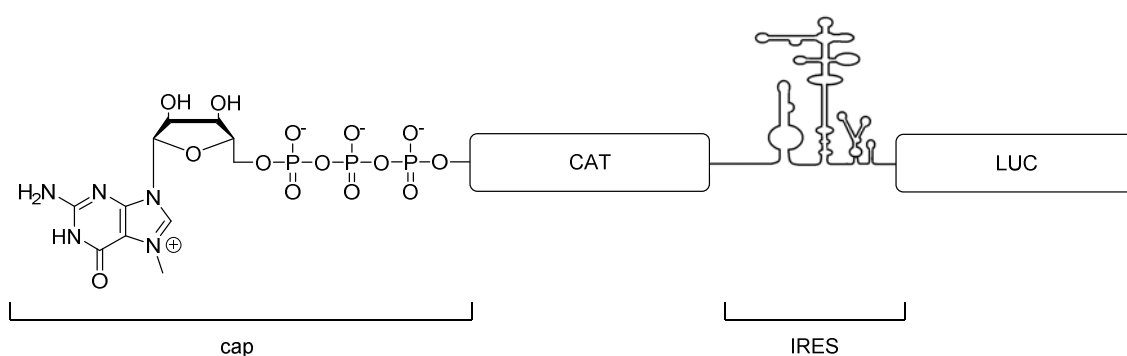 OH OH
O⁻ O⁻ O⁻
O O P O P O P O CAT LUC
O O O
H₂N N N
HN N ⊕
O
cap IRES